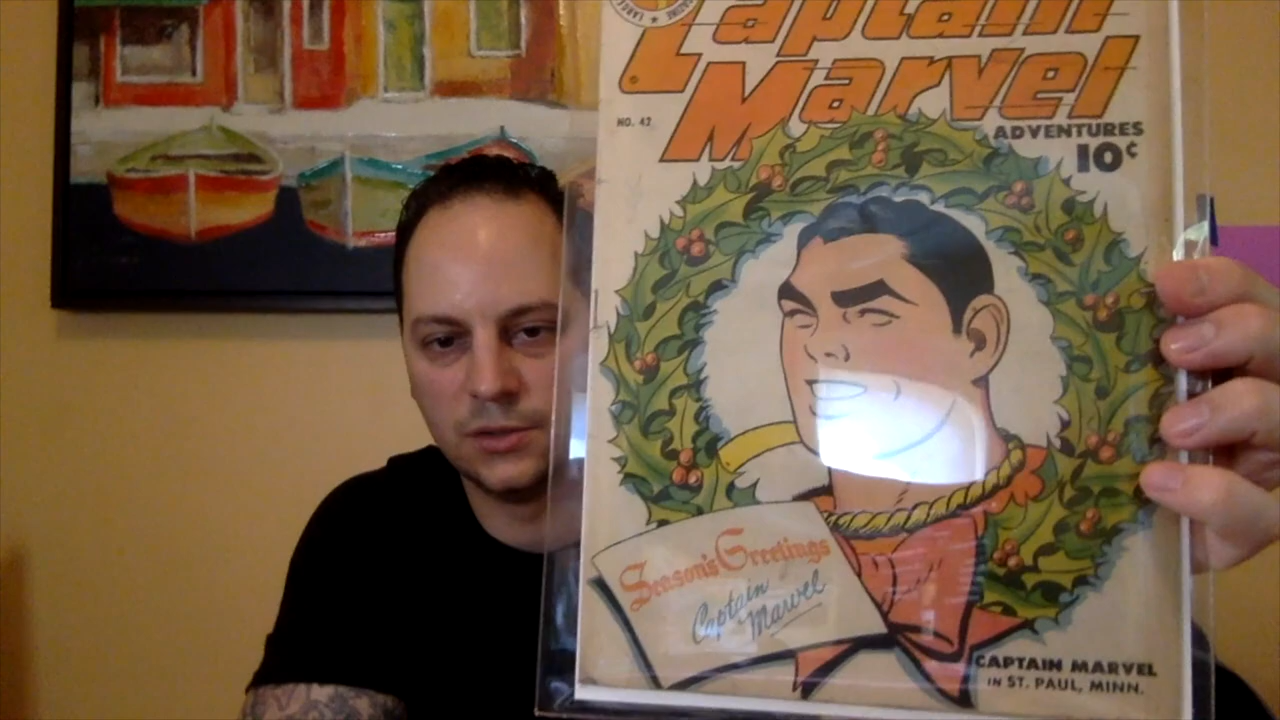 Captain
Marvel
NO. 42
ADVENTURES
10¢
Season's Greetings
Captain
Marvel
CAPTAIN MARVEL
IN ST. PAUL, MINN.